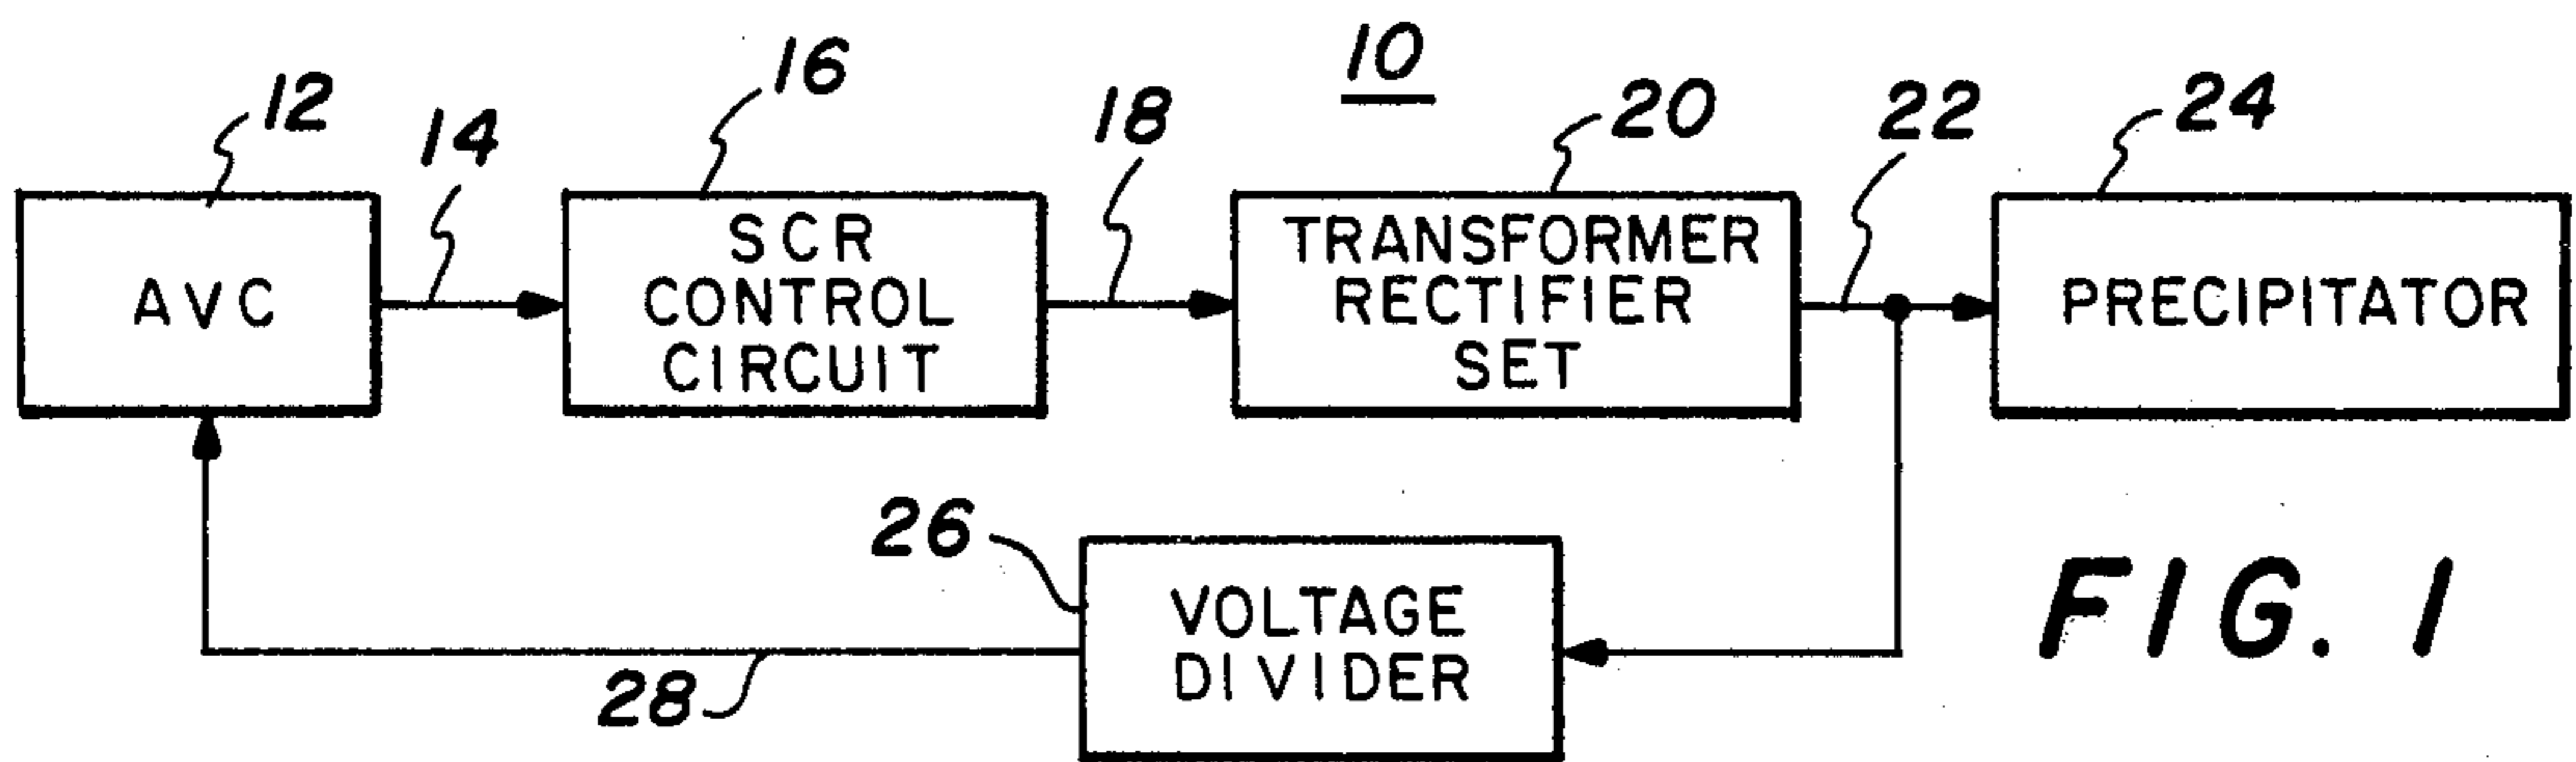 10
12
14
16
18
20
22
24
AVC
SCR
CONTROL
CIRCUIT
TRANSFORMER
RECTIFIER
SET
PRECIPITATOR
26
VOLTAGE
DIVIDER
28
FIG. 1